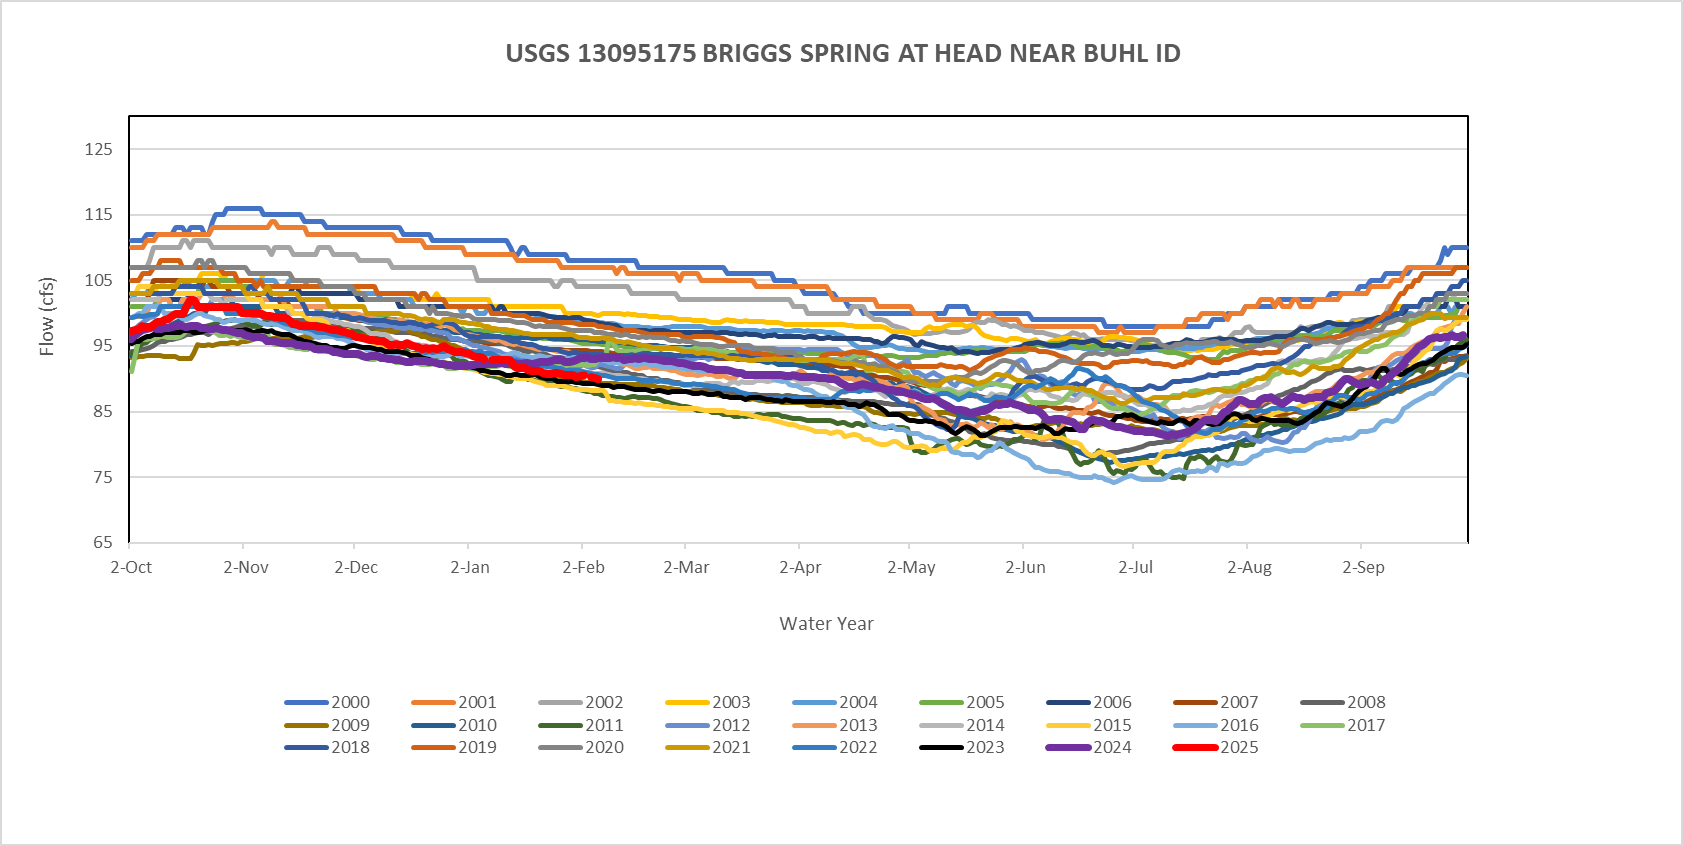 USGS 13095175 BRIGGS SPRING AT HEAD NEAR BUHL ID
125
115
105
95
85
75
65
Flow (cfs)
2-Oct 2-Nov 2-Dec 2-Jan 2-Feb 2-Mar 2-Apr 2-May 2-Jun 2-Jul 2-Aug 2-Sep
Water Year
2000 2001 2002 2003 2004 2005 2006 2007 2008
2009 2010 2011 2012 2013 2014 2015 2016 2017
2018 2019 2020 2021 2022 2023 2024 2025